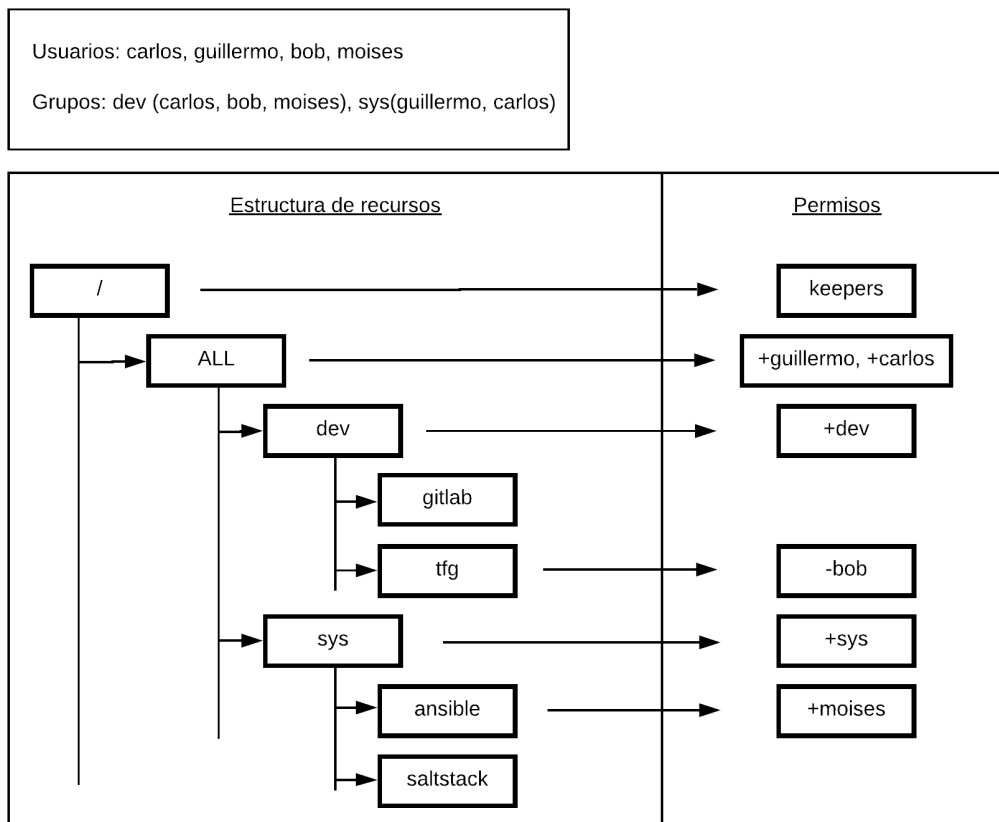 Usuarios: carlos, guillermo, bob, moises
Grupos: dev (carlos, bob, moises), sys(guillermo, carlos)
Estructura de recursos
Permisos
/
keepers
ALL
+guillermo, +carlos
dev
+dev
gitlab
tfg
-bob
sys
+sys
ansible
+moises
saltstack